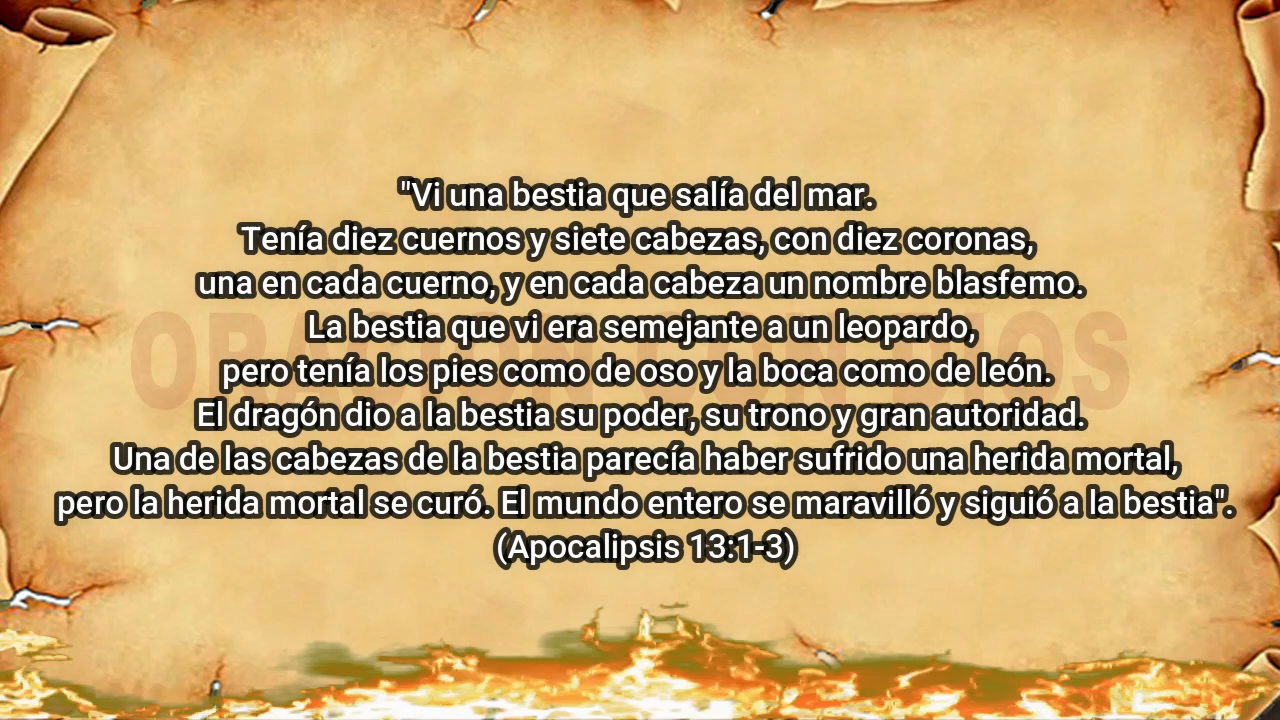 "Vi una bestia que salía del mar.
Tenía diez cuernos y siete cabezas, con diez coronas,
una en cada cuerno, y en cada cabeza un nombre blasfemo.
La bestia que vi era semejante a un leopardo,
pero tenía los pies como de oso y la boca como de león.
El dragón dio a la bestia su poder, su trono y gran autoridad.
Una de las cabezas de la bestia parecía haber sufrido una herida mortal,
pero la herida mortal se curó. El mundo entero se maravilló y siguió a la bestia".
(Apocalipsis 13:1-3)